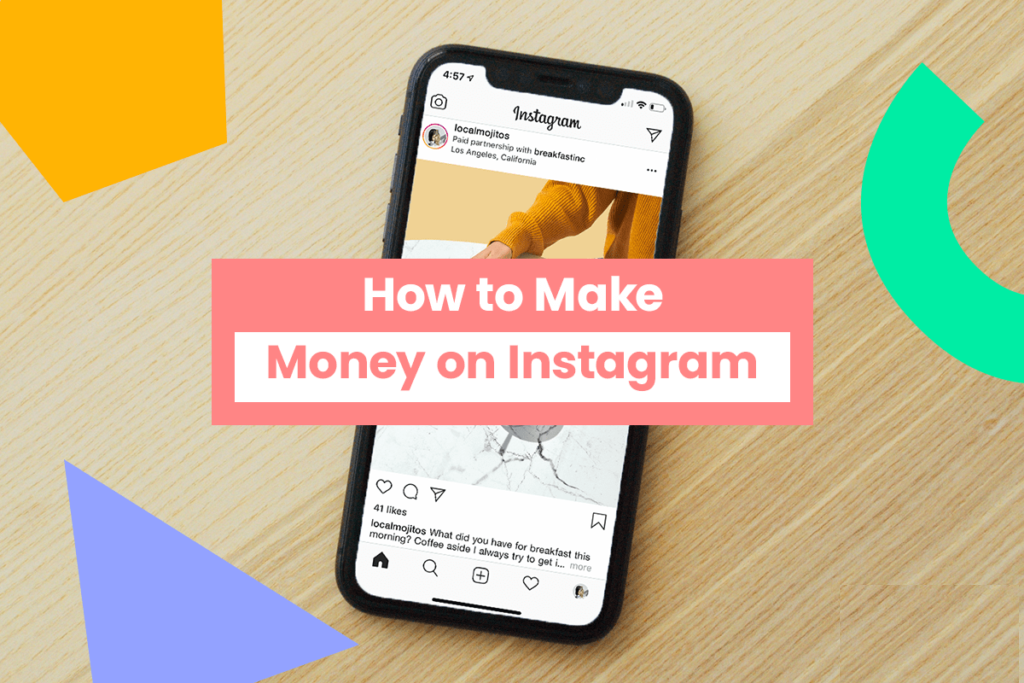 4:57
Instagram
localmojitos
Paid partnership with breakfastinc
Los Angeles, California
How to Make
Money on Instagram
41 likes
localmojitos What did you have for breakfast this
morning? Coffee aside I always try to get i... more